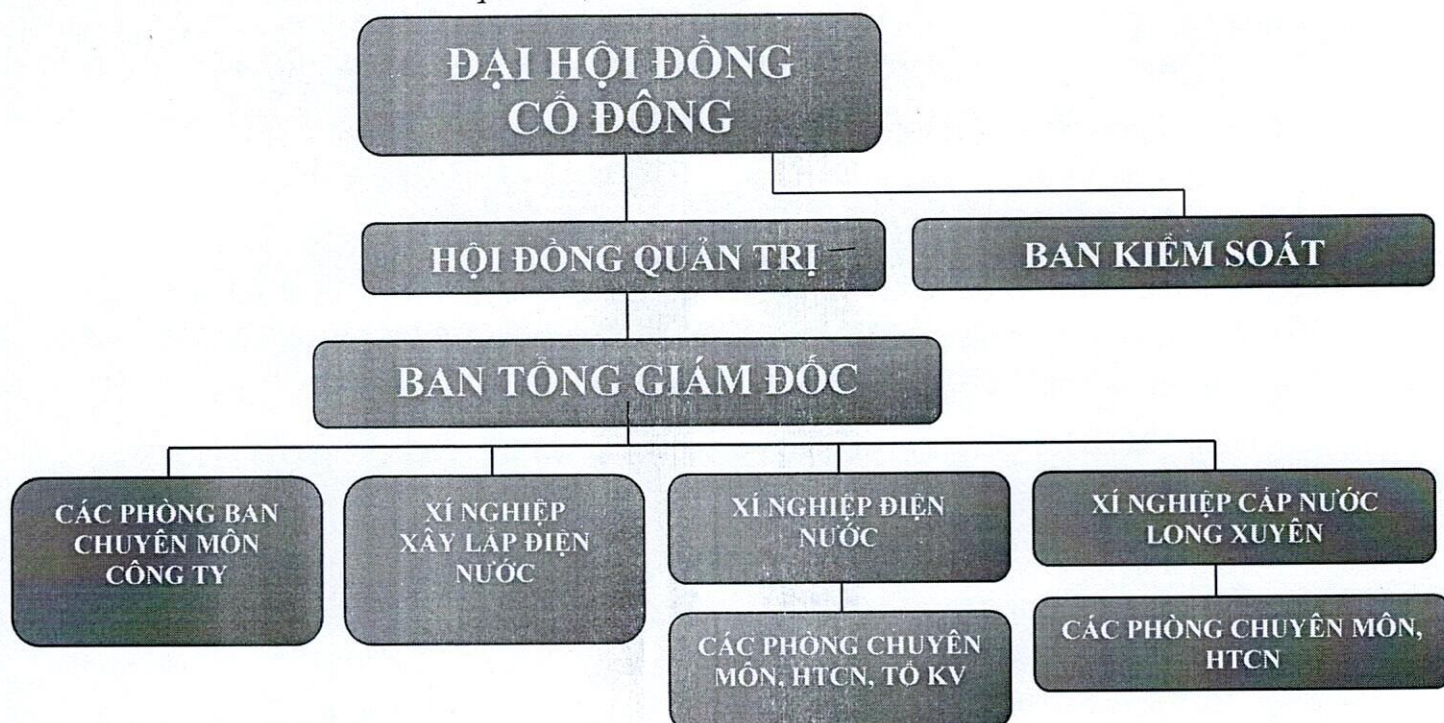 ĐẠI HỘI ĐỒNG
CỔ ĐÔNG
HỘI ĐỒNG QUẢN TRỊ
BAN KIỂM SOÁT
BAN TỔNG GIÁM ĐỐC
CÁC PHÒNG BAN
CHUYÊN MÔN
CÔNG TY
XÍ NGHIỆP
XÂY LẮP ĐIỆN
NƯỚC
XÍ NGHIỆP ĐIỆN
NƯỚC
XÍ NGHIỆP CẤP NƯỚC
LONG XUYÊN
CÁC PHÒNG CHUYÊN
MÔN, HTCN, TỔ KV
CÁC PHÒNG CHUYÊN MÔN,
HTCN